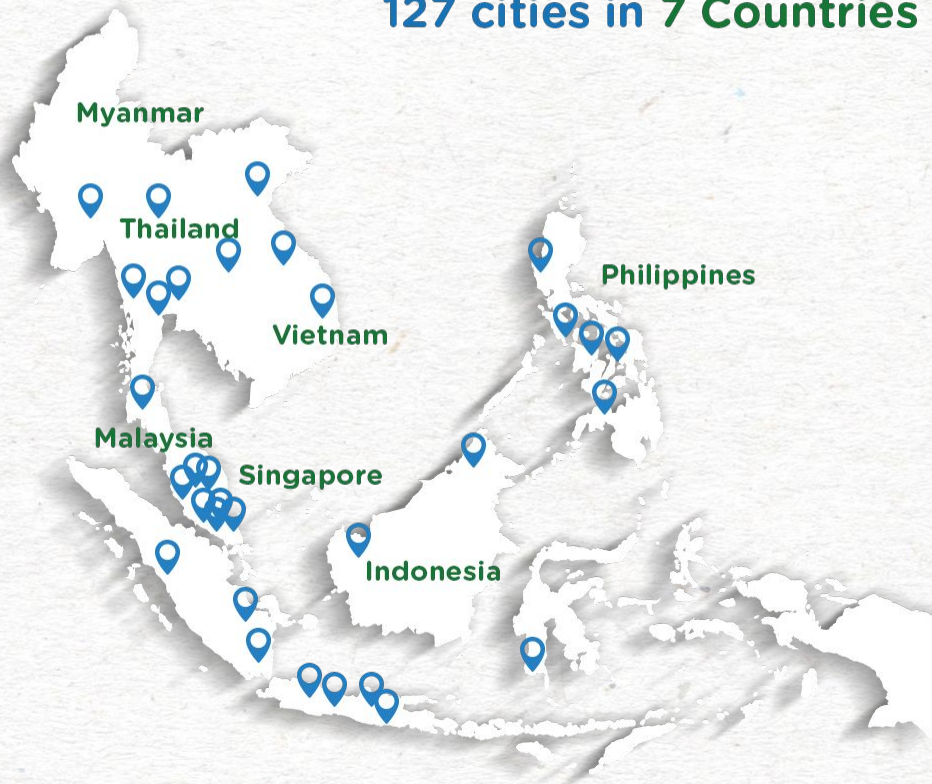 127 cities in 7 Countries
Myanmar
Thailand
Philippines
Vietnam
Malaysia
Singapore
Indonesia